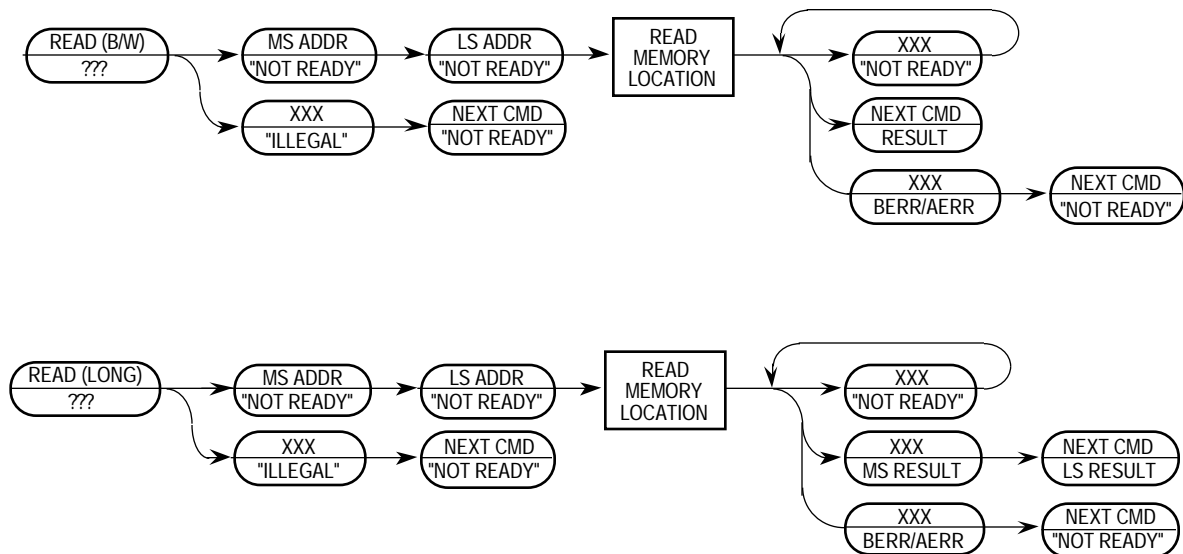 READ (B/W)
???
MS ADDR
"NOT READY"
LS ADDR
"NOT READY"
XXX
"ILLEGAL"
NEXT CMD
"NOT READY"
READ
MEMORY
LOCATION
XXX
"NOT READY"
NEXT CMD
RESULT
XXX
BERR/AERR
NEXT CMD
"NOT READY"
READ (LONG)
???
MS ADDR
"NOT READY"
LS ADDR
"NOT READY"
XXX
"ILLEGAL"
NEXT CMD
"NOT READY"
READ
MEMORY
LOCATION
XXX
"NOT READY"
XXX
MS RESULT
NEXT CMD
LS RESULT
XXX
BERR/AERR
NEXT CMD
"NOT READY"